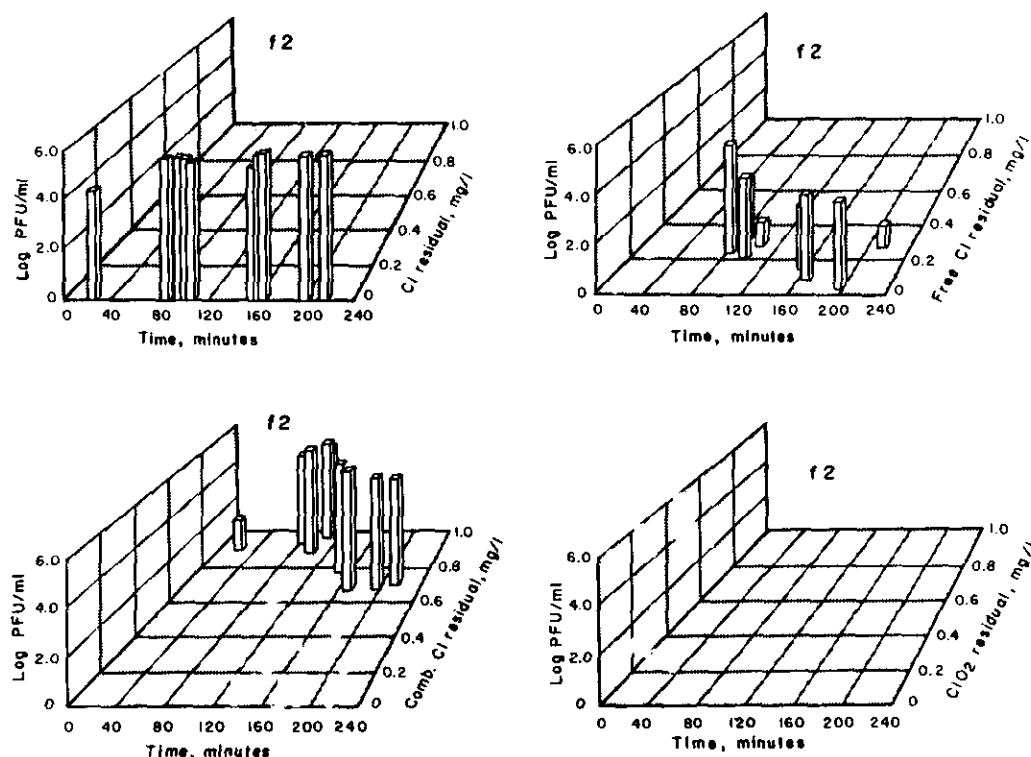 f2
6.0
4.0
2.0
0
Log PFU/ml
0 40 80 120 160 200 240
Time, minutes
0
0.2
0.4
0.6
0.8
1.0
Cl residual, mg/l
f2
6.0
4.0
2.0
0
Log PFU/ml
0 40 80 120 160 200 240
Time, minutes
0
0.2
0.4
0.6
0.8
1.0
Free Cl residual, mg/l
f2
6.0
4.0
2.0
0
Log PFU/ml
0 40 80 120 160 200 240
Time, minutes
0
0.2
0.4
0.6
0.8
1.0
Comb. Cl residual, mg/l
f2
6.0
4.0
2.0
0
Log PFU/ml
0 40 80 120 160 200 240
Time, minutes
0
0.2
0.4
0.6
0.8
1.0
ClO2 residual, mg/l